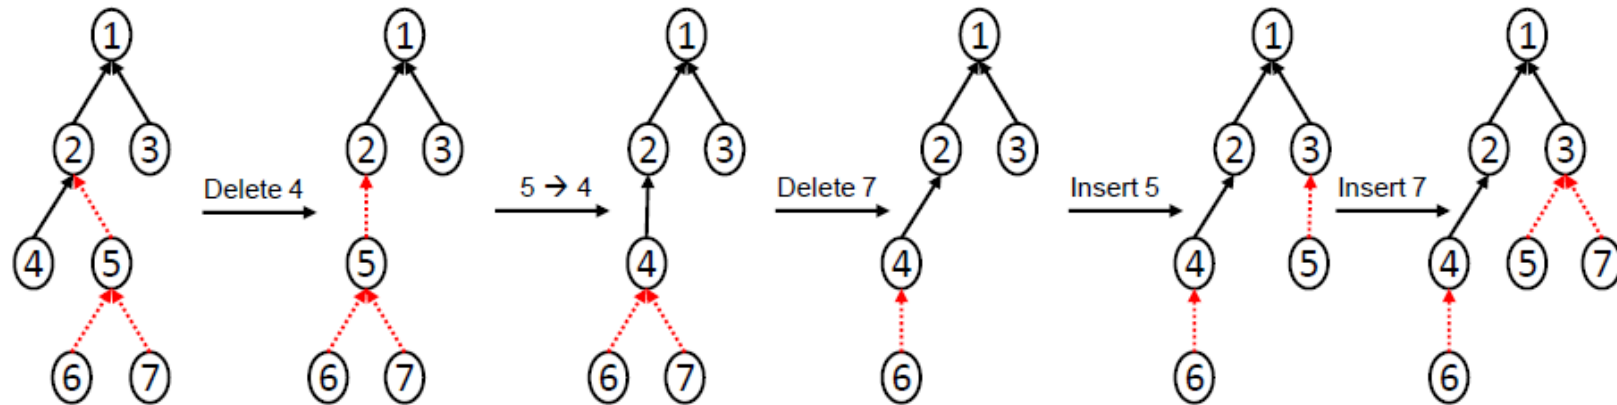 1 1 1 1 1 1
2 3 2 3 2 3 2 3 2 3 2 3
Delete 4 5 → 4 Delete 7 Insert 5 Insert 7
4 5 5 4 4 4 5 4 5 7
6 7 6 7 6 7 6 6 6